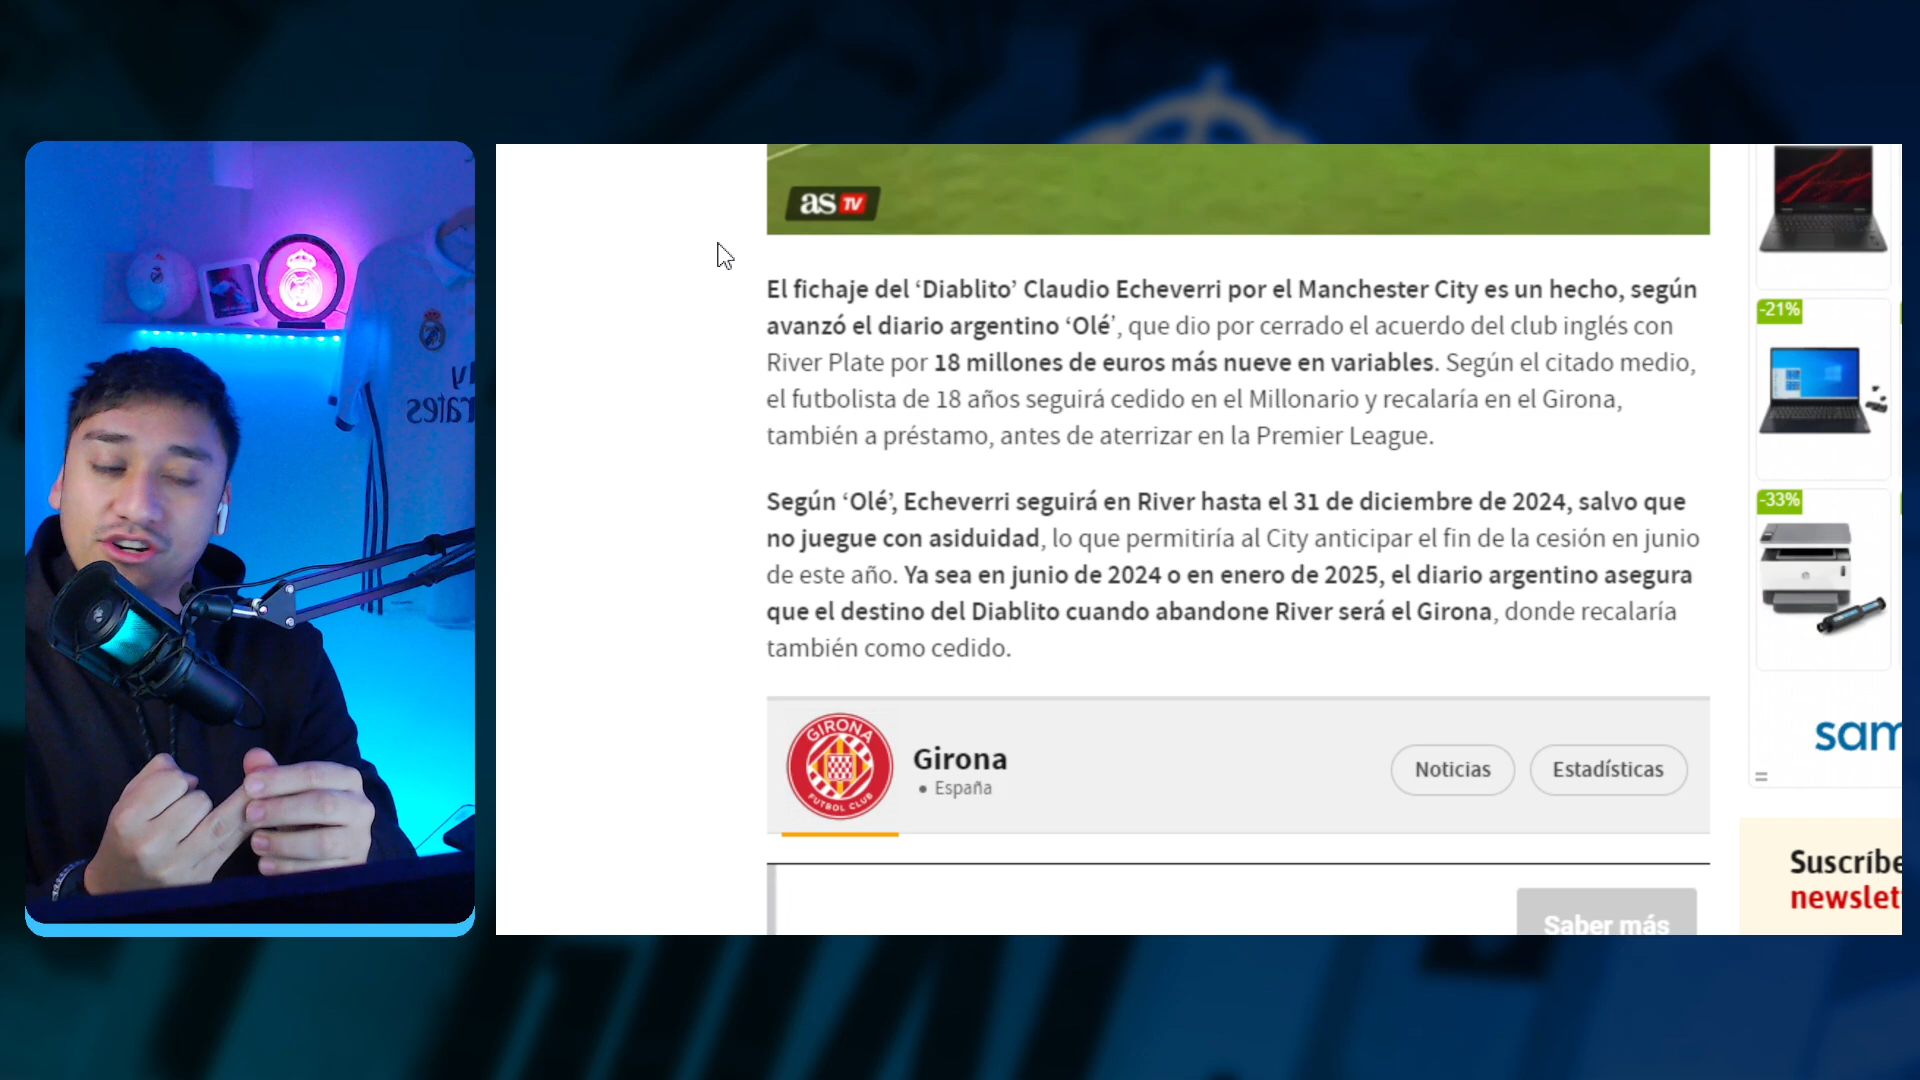 as TV
El fichaje del ‘Diablito’ Claudio Echeverri por el Manchester City es un hecho, según
avanzó el diario argentino ‘Olé’, que dio por cerrado el acuerdo del club inglés con
River Plate por 18 millones de euros más nueve en variables. Según el citado medio,
el futbolista de 18 años seguirá cedido en el Millonario y recalaría en el Girona,
también a préstamo, antes de aterrizar en la Premier League.
Según ‘Olé’, Echeverri seguirá en River hasta el 31 de diciembre de 2024, salvo que
no juegue con asiduidad, lo que permitiría al City anticipar el fin de la cesión en junio
de este año. Ya sea en junio de 2024 o en enero de 2025, el diario argentino asegura
que el destino del Diablito cuando abandone River será el Girona, donde recalaría
también como cedido.
GIRONA
FUTBOL CLUB
Girona
• España
Noticias
Estadísticas
Saber más
-21%
-33%
sam
Suscríbe
newslet